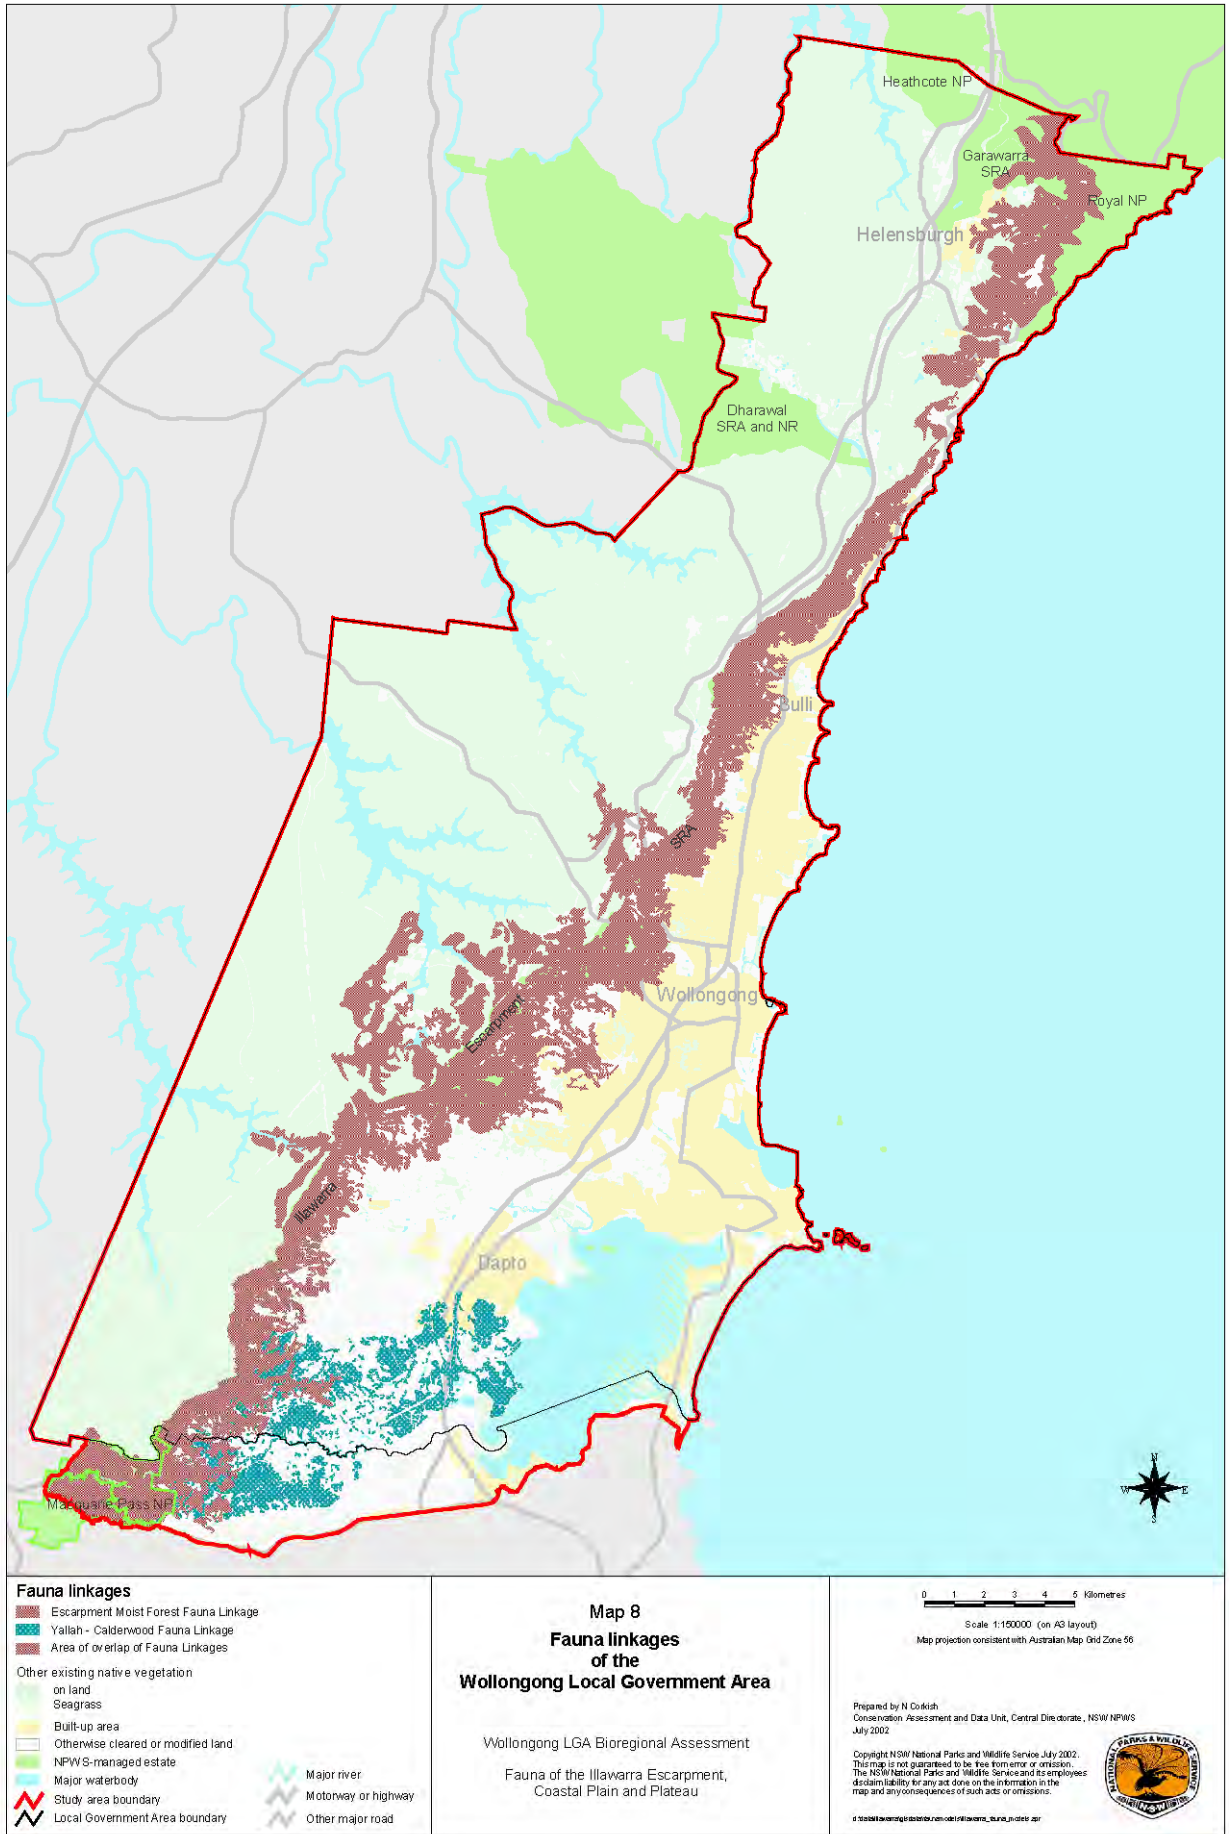 Heathcote NP
Garawarra
SRA
Royal NP
Helensburgh
Dharawal
SRA and NR
Bulli
SRA
Wollongong
Escarpment
Illawarra
Dapto
Macquarie Pass NP
N
W E
S
Fauna linkages
Escarpment Moist Forest Fauna Linkage
Yallah - Calderwood Fauna Linkage
Area of overlap of Fauna Linkages
Other existing native vegetation
on land
Seagrass
Built-up area
Otherwise cleared or modified land
NPWS-managed estate
Major waterbody
Study area boundary
Local Government Area boundary
Major river
Motorway or highway
Other major road
Map 8
Fauna linkages
of the
Wollongong Local Government Area
Wollongong LGA Bioregional Assessment
Fauna of the Illawarra Escarpment,
Coastal Plain and Plateau
0 1 2 3 4 5 Kilometres
Scale 1:150000 (on A3 layout)
Map projection consistent with Australian Map Grid Zone 56
Prepared by N Corkish
Conservation Assessment and Data Unit, Central Directorate, NSW NPWS
July 2002
Copyright NSW National Parks and Wildlife Service July 2002.
This map is not guaranteed to be free from error or omission.
The NSW National Parks and Wildlife Service and its employees
disclaim liability for any act done on the information in the
map and any consequences of such acts or omissions.
NATIONAL PARKS & WILDLIFE SERVICE
N·S·W